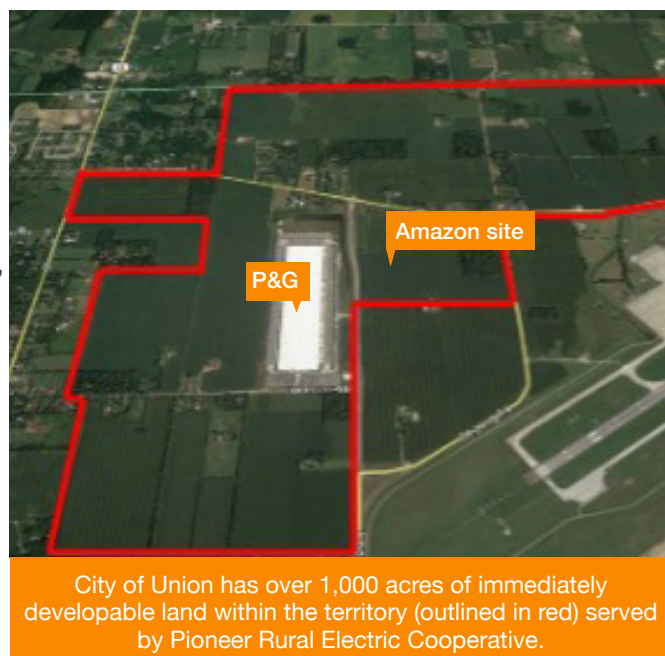 Amazon site
P&G
City of Union has over 1,000 acres of immediately
developable land within the territory (outlined in red) served
by Pioneer Rural Electric Cooperative.